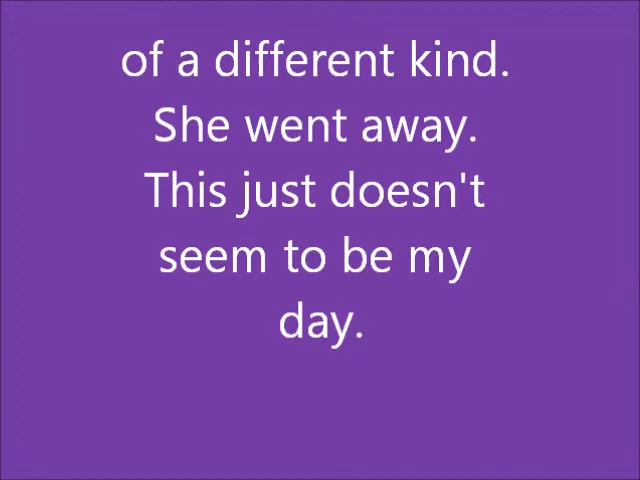 of a different kind.
She went away.
This just doesn't
seem to be my
day.